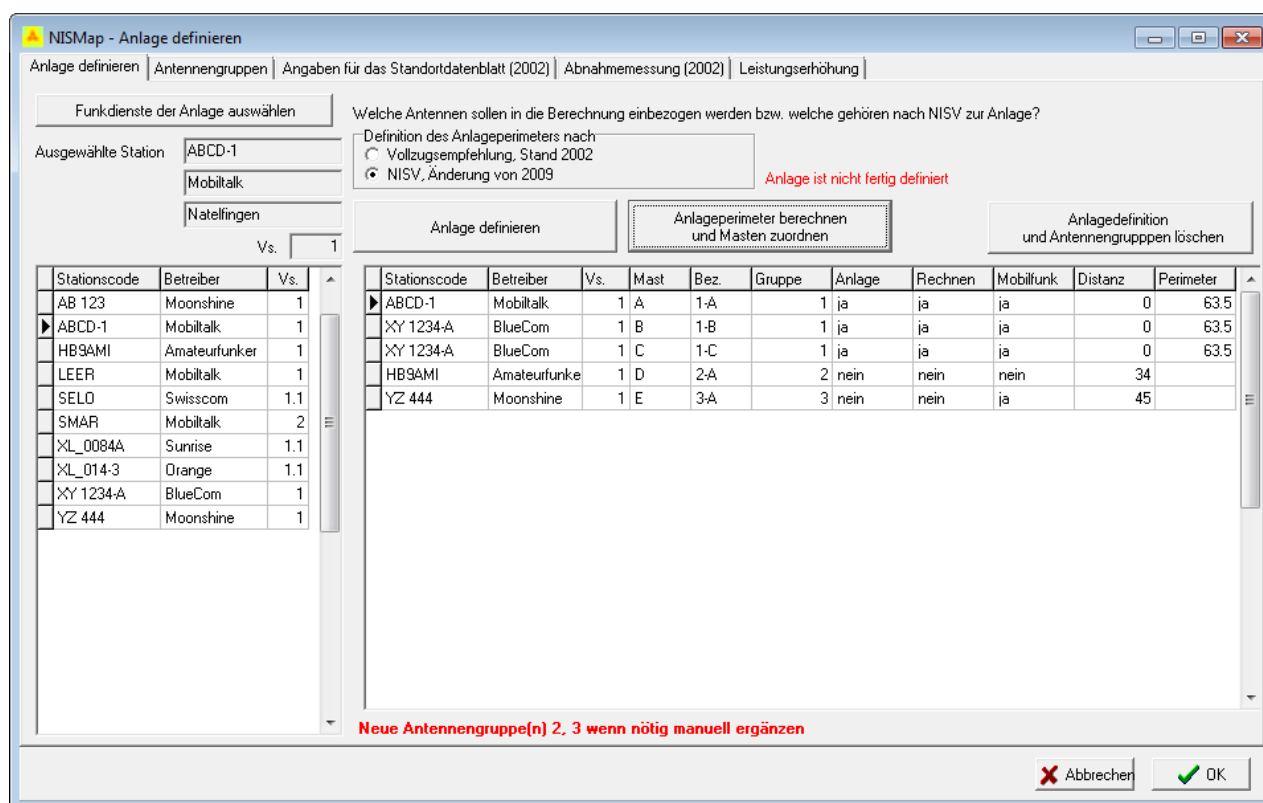 NISMap - Anlage definieren
Anlage definieren Antennengruppen Angaben für das Standortdatenblatt (2002) Abnahmemessung (2002) Leistungserhöhung
Funkdienste der Anlage auswählen
Welche Antennen sollen in die Berechnung einbezogen werden bzw. welche gehören nach NISV zur Anlage?
Ausgewählte Station ABCD-1
Mobiltalk
Natelfingen
Vs. 1
Definition des Anlageperimeters nach
Vollzugsempfehlung, Stand 2002
NISV, Änderung von 2009
Anlage ist nicht fertig definiert
Anlage definieren
Anlageperimeter berechnen
und Masten zuordnen
Anlagedefinition
und Antennengrupppen löschen
Stationscode Betreiber Vs.
AB 123 Moonshine 1
ABCD-1 Mobiltalk 1
HB9AMI Amateurfunker 1
LEER Mobiltalk 1
SELO Swisscom 1.1
SMAR Mobiltalk 2
XL_0084A Sunrise 1.1
XL_014-3 Orange 1.1
XY 1234-A BlueCom 1
YZ 444 Moonshine 1
Stationscode Betreiber Vs. Mast Bez. Gruppe Anlage Rechnen Mobilfunk Distanz Perimeter
ABCD-1 Mobiltalk 1 A 1-A 1 ja ja ja 0 63.5
XY 1234-A BlueCom 1 B 1-B 1 ja ja ja 0 63.5
XY 1234-A BlueCom 1 C 1-C 1 ja ja ja 0 63.5
HB9AMI Amateurfunke 1 D 2-A 2 nein nein nein 34
YZ 444 Moonshine 1 E 3-A 3 nein nein ja 45
Neue Antennengruppe(n) 2, 3 wenn nötig manuell ergänzen
Abbrechen OK